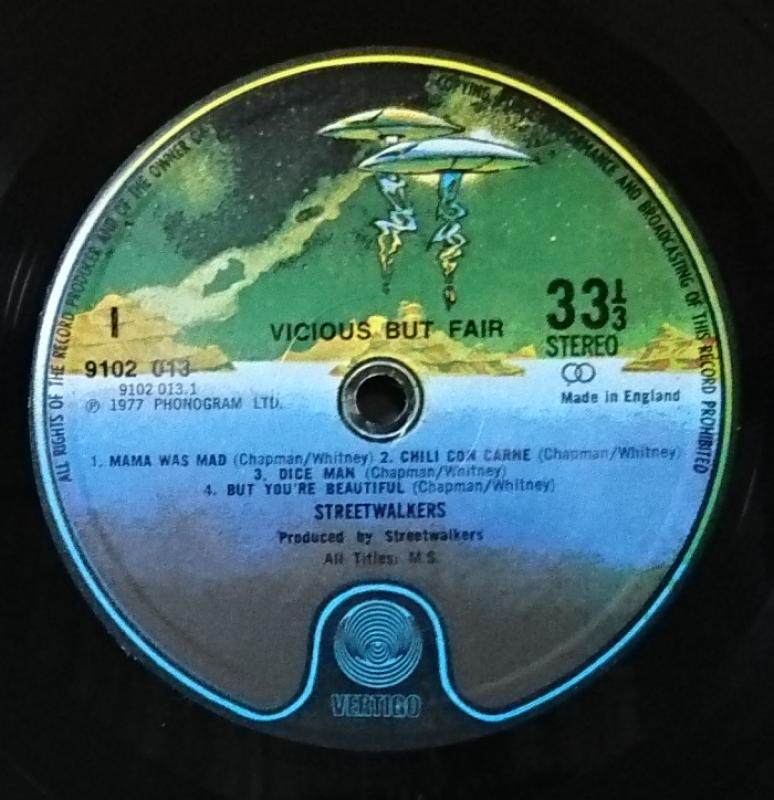 ALL RIGHTS OF THE RECORD PRODUCER AND OF THE OWNER
COPYING
PERFORMANCE AND BROADCASTING OF THIS RECORD PROHIBITED
I
VICIOUS BUT FAIR
33 1/3
STEREO
9102 013
9102 013.1
Ⓟ 1977 PHONOGRAM LTD.
Made in England
1. MAMA WAS MAD (Chapman/Whitney) 2. CHILI CON CARNE (Chapman/Whitney)
3. DICE MAN (Chapman/Whitney)
4. BUT YOU'RE BEAUTIFUL (Chapman/Whitney)
STREETWALKERS
Produced by Streetwalkers
All Titles: M.S.
VERTIGO